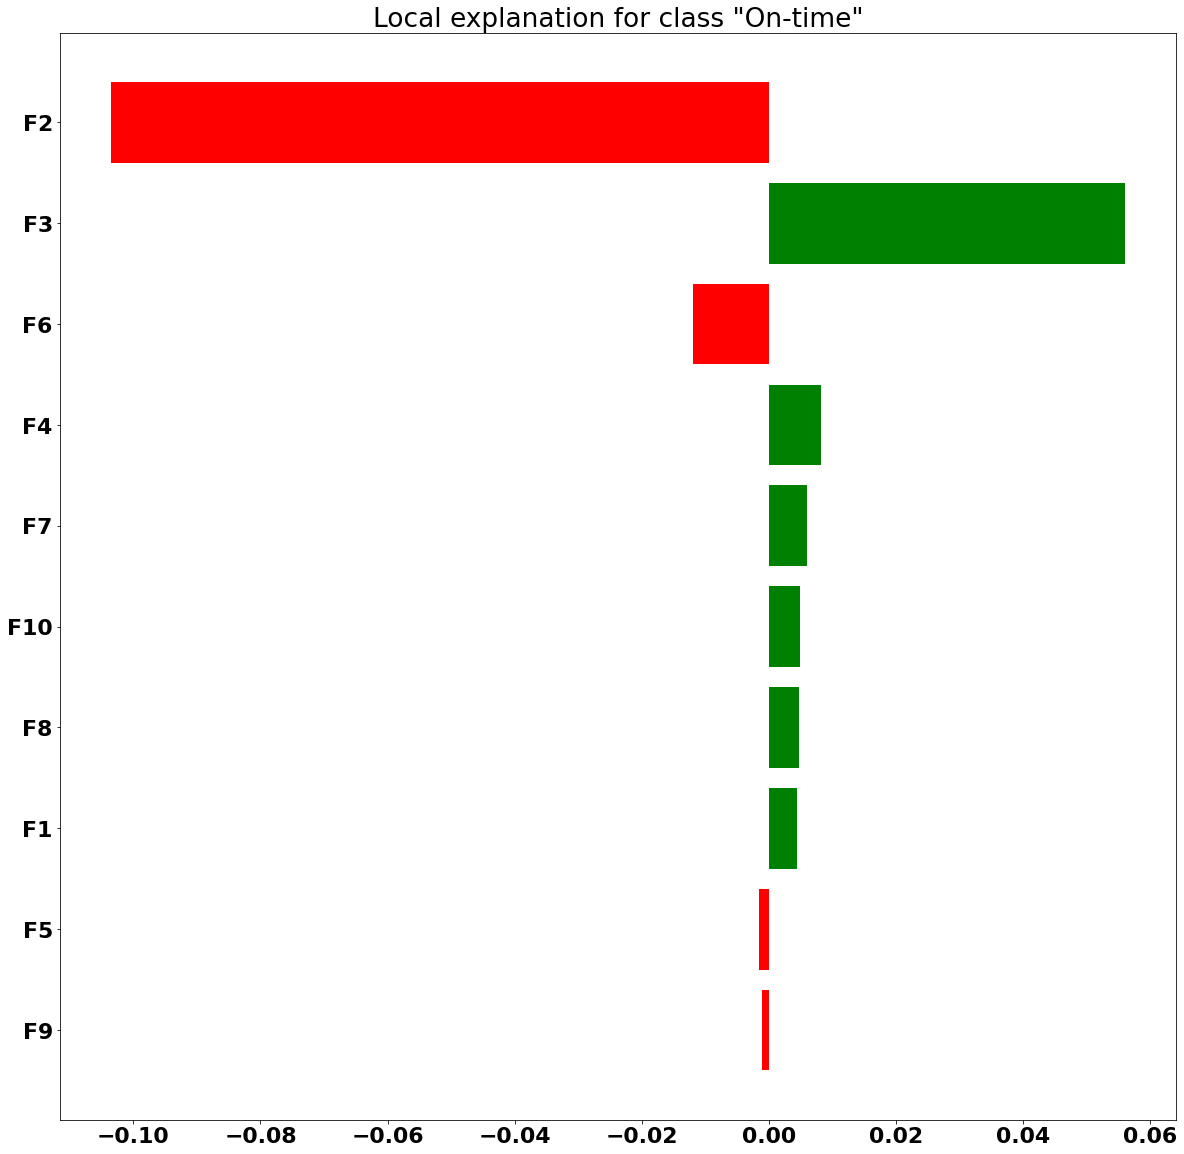 Local explanation for class "On-time"
F2
F3
F6
F4
F7
F10
F8
F1
F5
F9
−0.10 −0.08 −0.06 −0.04 −0.02 0.00 0.02 0.04 0.06